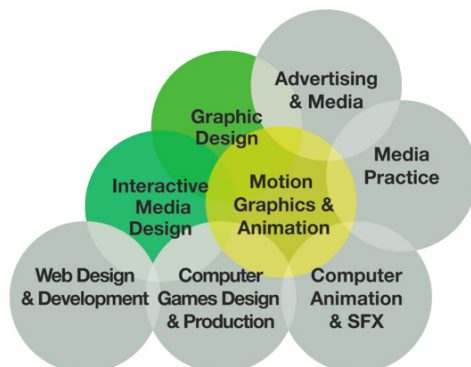 Advertising
& Media
Graphic
Design
Media
Practice
Interactive
Media
Design
Motion
Graphics &
Animation
Web Design
& Development
Computer
Games Design
& Production
Computer
Animation
& SFX